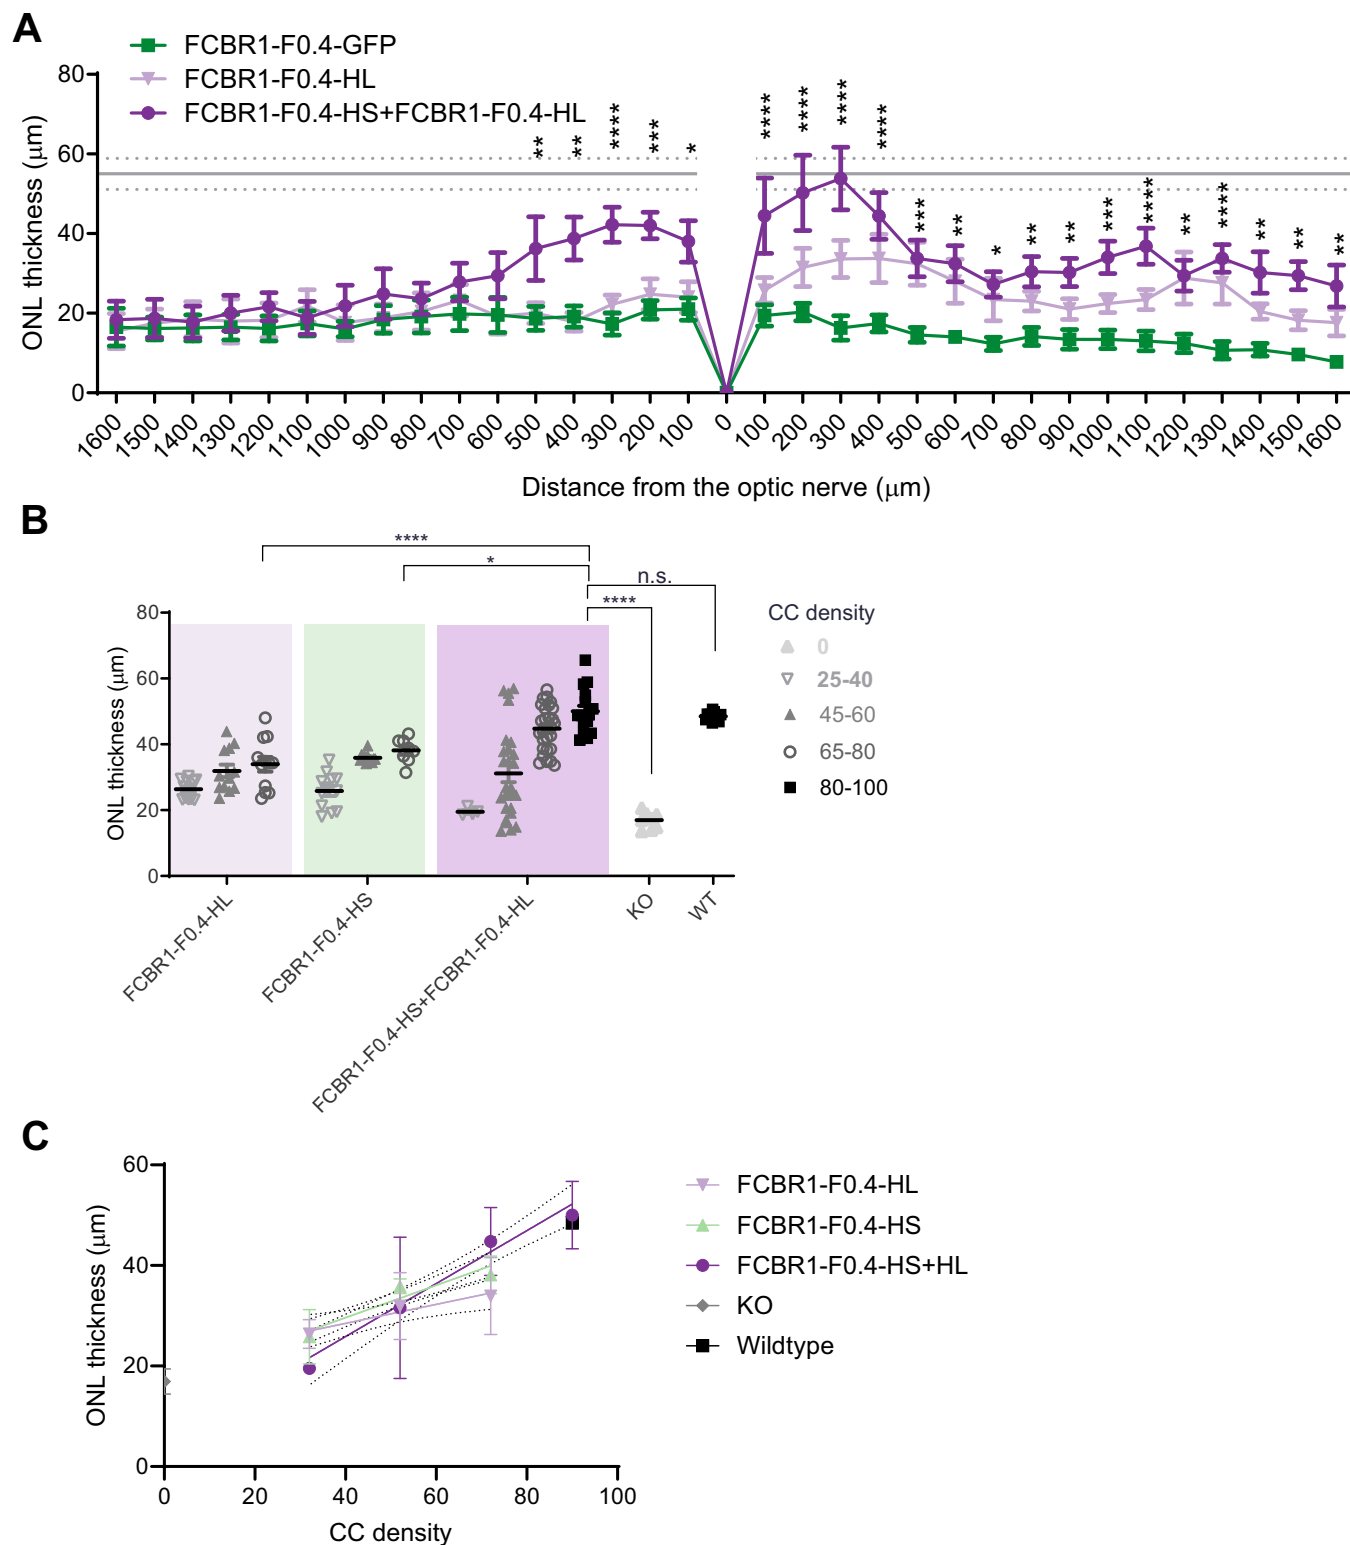 A
FCBR1-F0.4-GFP
FCBR1-F0.4-HL
FCBR1-F0.4-HS+FCBR1-F0.4-HL
ONL thickness (µm)
80
60
40
20
0
** ** **** *** * **** **** **** **** *** ** * ** ** *** **** ** **** ** ** **
1600 1500 1400 1300 1200 1100 1000 900 800 700 600 500 400 300 200 100 0 100 200 300 400 500 600 700 800 900 1000 1100 1200 1300 1400 1500 1600
Distance from the optic nerve (µm)
B
****
*
n.s.
****
ONL thickness (µm)
80
60
40
20
0
FCBR1-F0.4-HL
FCBR1-F0.4-HS
FCBR1-F0.4-HS+FCBR1-F0.4-HL
KO
WT
CC density
0
25-40
45-60
65-80
80-100
C
ONL thickness (µm)
60
40
20
0
0 20 40 60 80 100
CC density
FCBR1-F0.4-HL
FCBR1-F0.4-HS
FCBR1-F0.4-HS+HL
KO
Wildtype